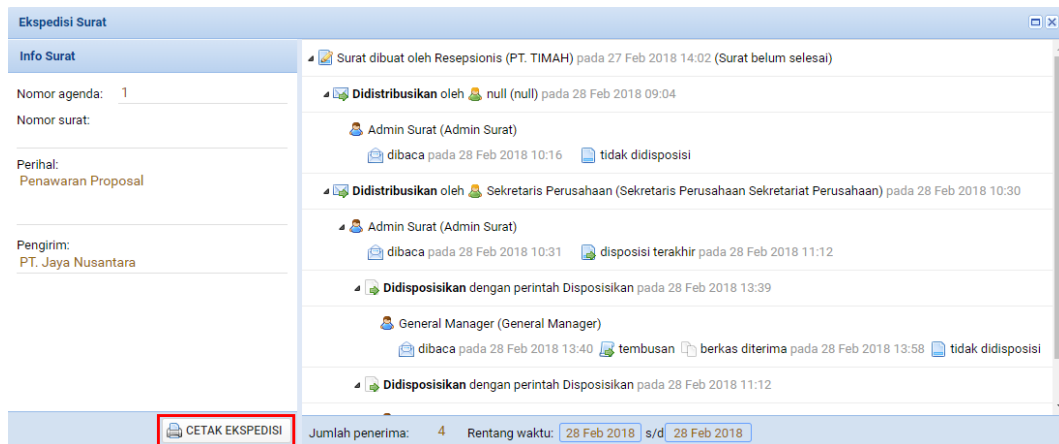 Ekspedisi Surat
Info Surat
Nomor agenda: 1
Nomor surat:
Perihal:
Penawaran Proposal
Pengirim:
PT. Jaya Nusantara
CETAK EKSPEDISI
Surat dibuat oleh Resepsionis (PT. TIMAH) pada 27 Feb 2018 14:02 (Surat belum selesai)
Didistribusikan oleh null (null) pada 28 Feb 2018 09:04
Admin Surat (Admin Surat)
dibaca pada 28 Feb 2018 10:16 tidak didisposisi
Didistribusikan oleh Sekretaris Perusahaan (Sekretaris Perusahaan Sekretariat Perusahaan) pada 28 Feb 2018 10:30
Admin Surat (Admin Surat)
dibaca pada 28 Feb 2018 10:31 disposisi terakhir pada 28 Feb 2018 11:12
Didisposisikan dengan perintah Disposisikan pada 28 Feb 2018 13:39
General Manager (General Manager)
dibaca pada 28 Feb 2018 13:40 tembusan berkas diterima pada 28 Feb 2018 13:58 tidak didisposisi
Didisposisikan dengan perintah Disposisikan pada 28 Feb 2018 11:12
Jumlah penerima: 4 Rentang waktu: 28 Feb 2018 s/d 28 Feb 2018